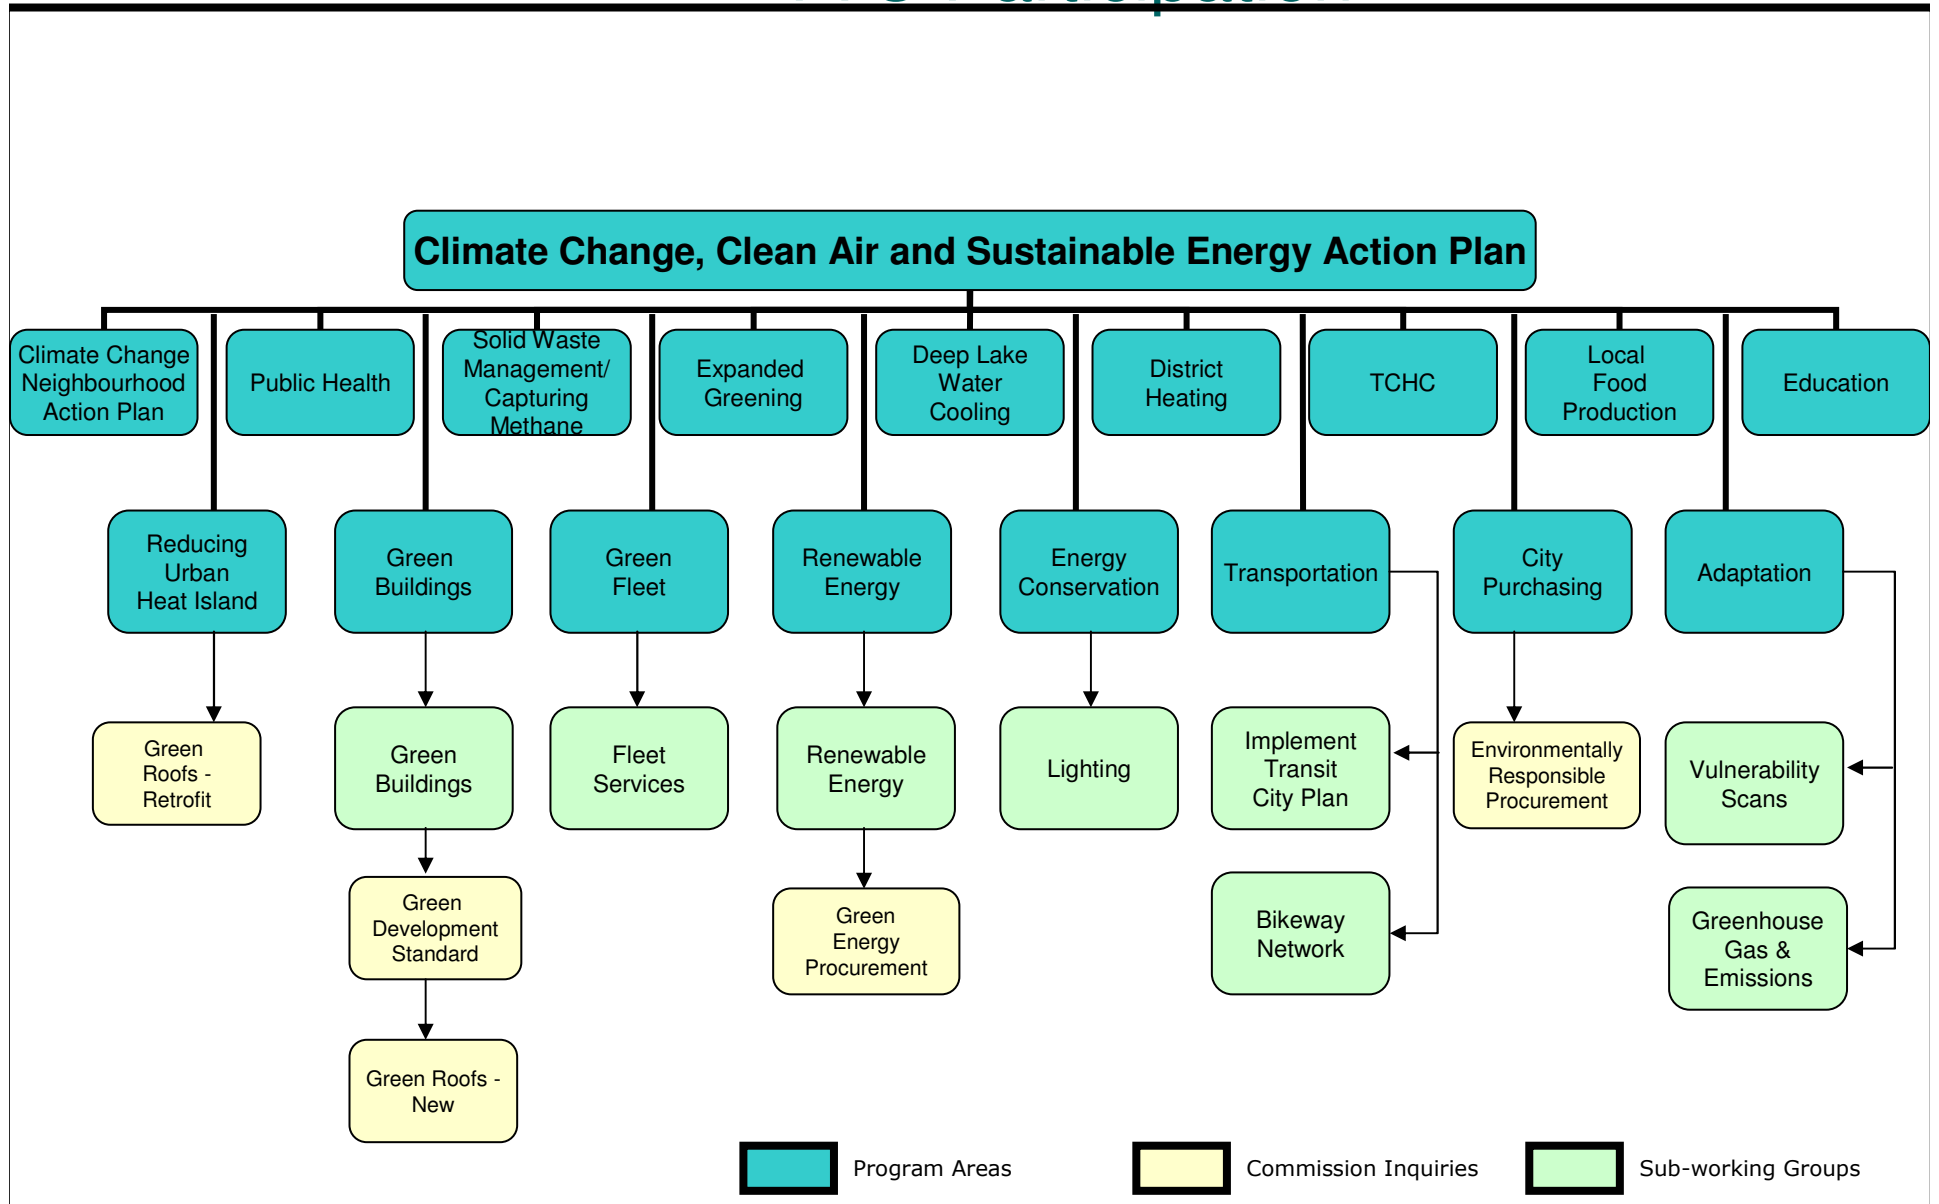 Climate Change, Clean Air and Sustainable Energy Action Plan
Climate Change
Neighbourhood
Action Plan
Public Health
Solid Waste
Management/
Capturing
Methane
Expanded
Greening
Deep Lake
Water
Cooling
District
Heating
TCHC
Local
Food
Production
Education
Reducing
Urban
Heat Island
Green
Buildings
Green
Fleet
Renewable
Energy
Energy
Conservation
Transportation
City
Purchasing
Adaptation
Green
Roofs -
Retrofit
Green
Buildings
Fleet
Services
Renewable
Energy
Lighting
Implement
Transit
City Plan
Environmentally
Responsible
Procurement
Vulnerability
Scans
Green
Development
Standard
Green
Energy
Procurement
Bikeway
Network
Greenhouse
Gas &
Emissions
Green Roofs -
New
Program Areas
Commission Inquiries
Sub-working Groups